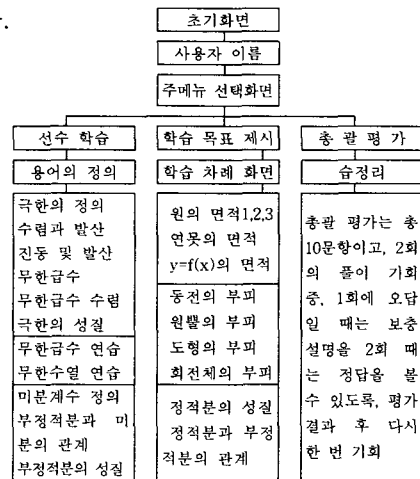 .
초기화면
사용자 이름
주메뉴 선택화면
선수 학습
용어의 정의
극한의 정의
수렴과 발산
진동 및 발산
무한급수
무한급수 수렴
극한의 성질
무한급수 연습
무한수열 연습
미분계수 정의
부정적분과 미
분의 관계
부정적분의 성질
학습 목표 제시
학습 차례 화면
원의 면적1,2,3
연못의 면적
y=f(x)의 면적
동전의 부피
원뿔의 부피
도형의 부피
회전체의 부피
정적분의 성질
정적분과 부정
적분의 관계
총 괄 평 가
습정리
총괄 평가는 총
10문항이고, 2회
의 풀이 기회
중, 1회에 오답
일 때는 보충
설명을 2회 때
는 정답을 볼
수 있도록, 평가
결과 후 다시
한 번 기회